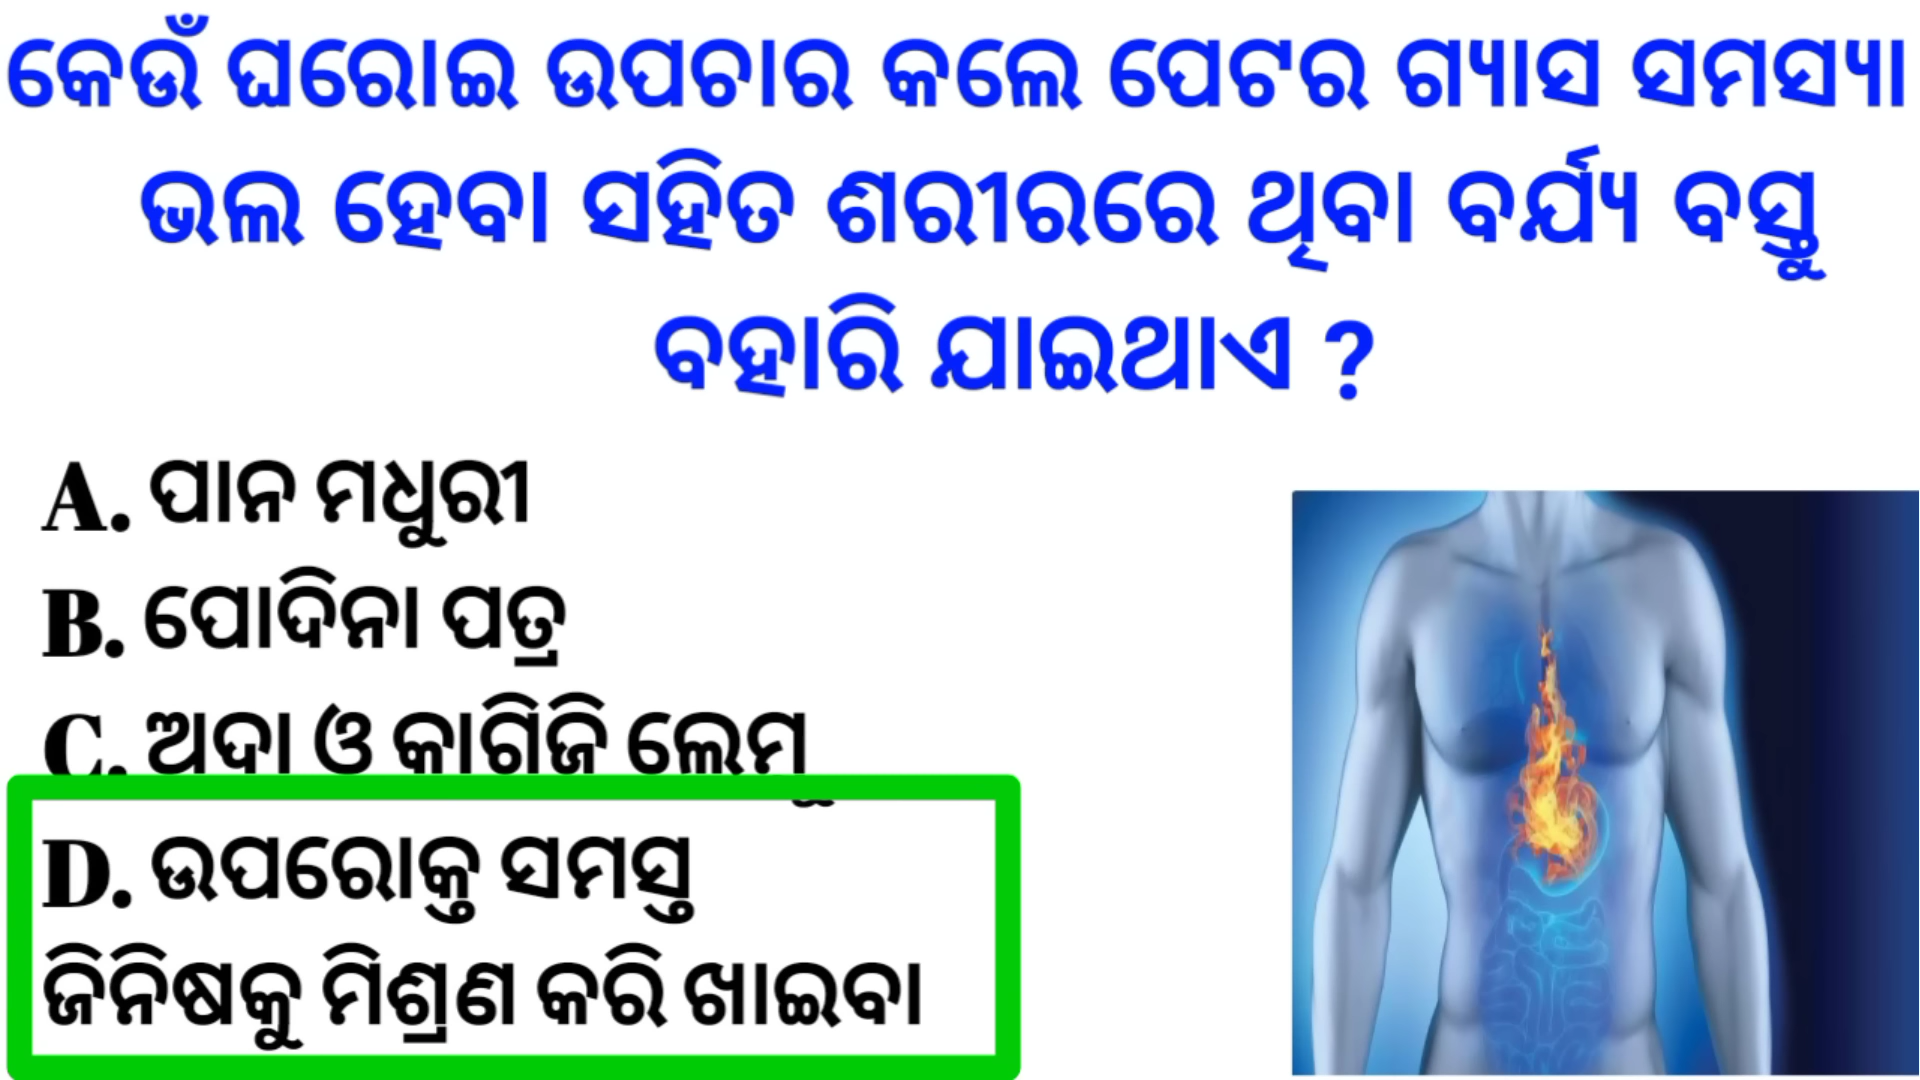 କେଉଁ ଘରୋଇ ଉପଚାର କଲେ ପେଟର ଗ୍ୟାସ ସମସ୍ୟା
ଭଲ ହେବା ସହିତ ଶରୀରରେ ଥିବା ବର୍ଯ୍ୟ ବସ୍ତୁ
ବହାରି ଯାଇଥାଏ ?
A. ପାନ ମଧୁରୀ
B. ପୋଦିନା ପତ୍ର
C. ଅଦା ଓ କାଗିଜି ଲେମ୍ବୁ
D. ଉପରୋକ୍ତ ସମସ୍ତ
ଜିନିଷକୁ ମିଶ୍ରଣ କରି ଖାଇବା